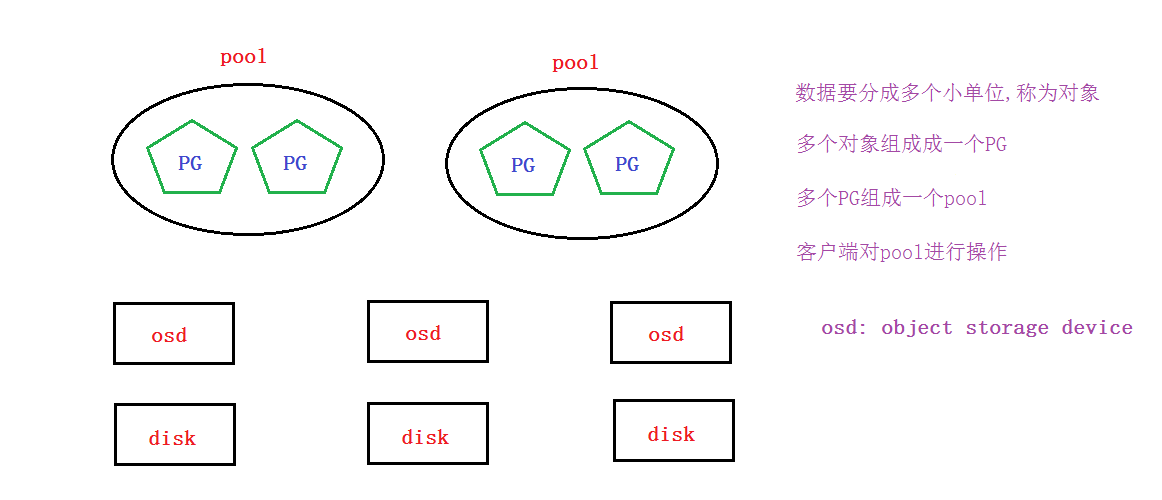 pool
pool
PG
PG
PG
PG
数据要分成多个小单位,称为对象
多个对象组成成一个PG
多个PG组成一个pool
客户端对pool进行操作
osd
osd
osd
osd: object storage device
disk
disk
disk